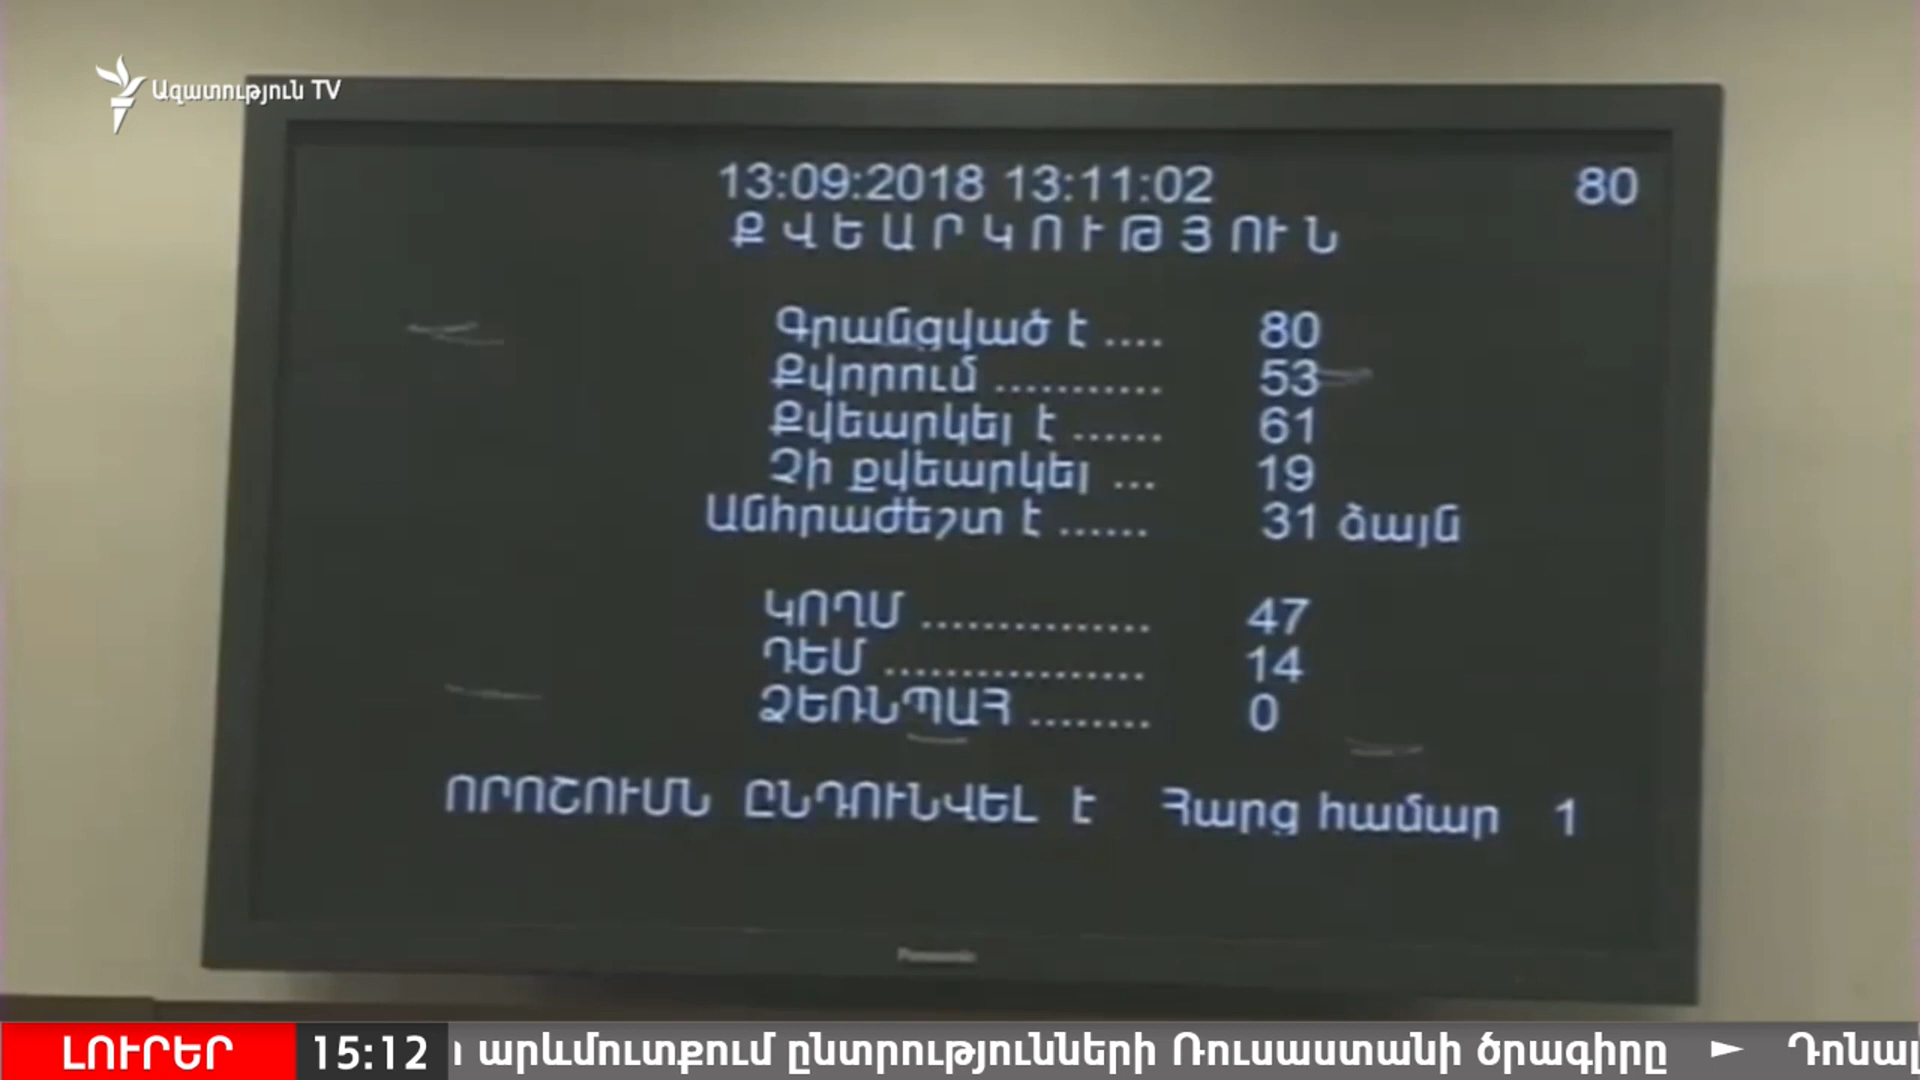 Ազատություն TV
13:09:2018 13:11:02 80
ՔՎԵԱՐԿՈՒԹՅՈՒՆ
Գրանցված է .... 80
Քվորում ........... 53
Քվեարկել է ...... 61
Չի քվեարկել ... 19
Անհրաժեշտ է ...... 31 ձայն
ԿՈՂՄ ............... 47
ԴԵՄ ................. 14
ՁԵՌՆՊԱՀ ........ 0
ՈՐՈՇՈՒՄՆ ԸՆԴՈՒՆՎԵԼ է Հարց համար 1
Panasonic
ԼՈՒՐԵՐ 15:12 արևմուտքում ընտրությունների Ռուսաստանի ծրագիրը ► Դոնալ